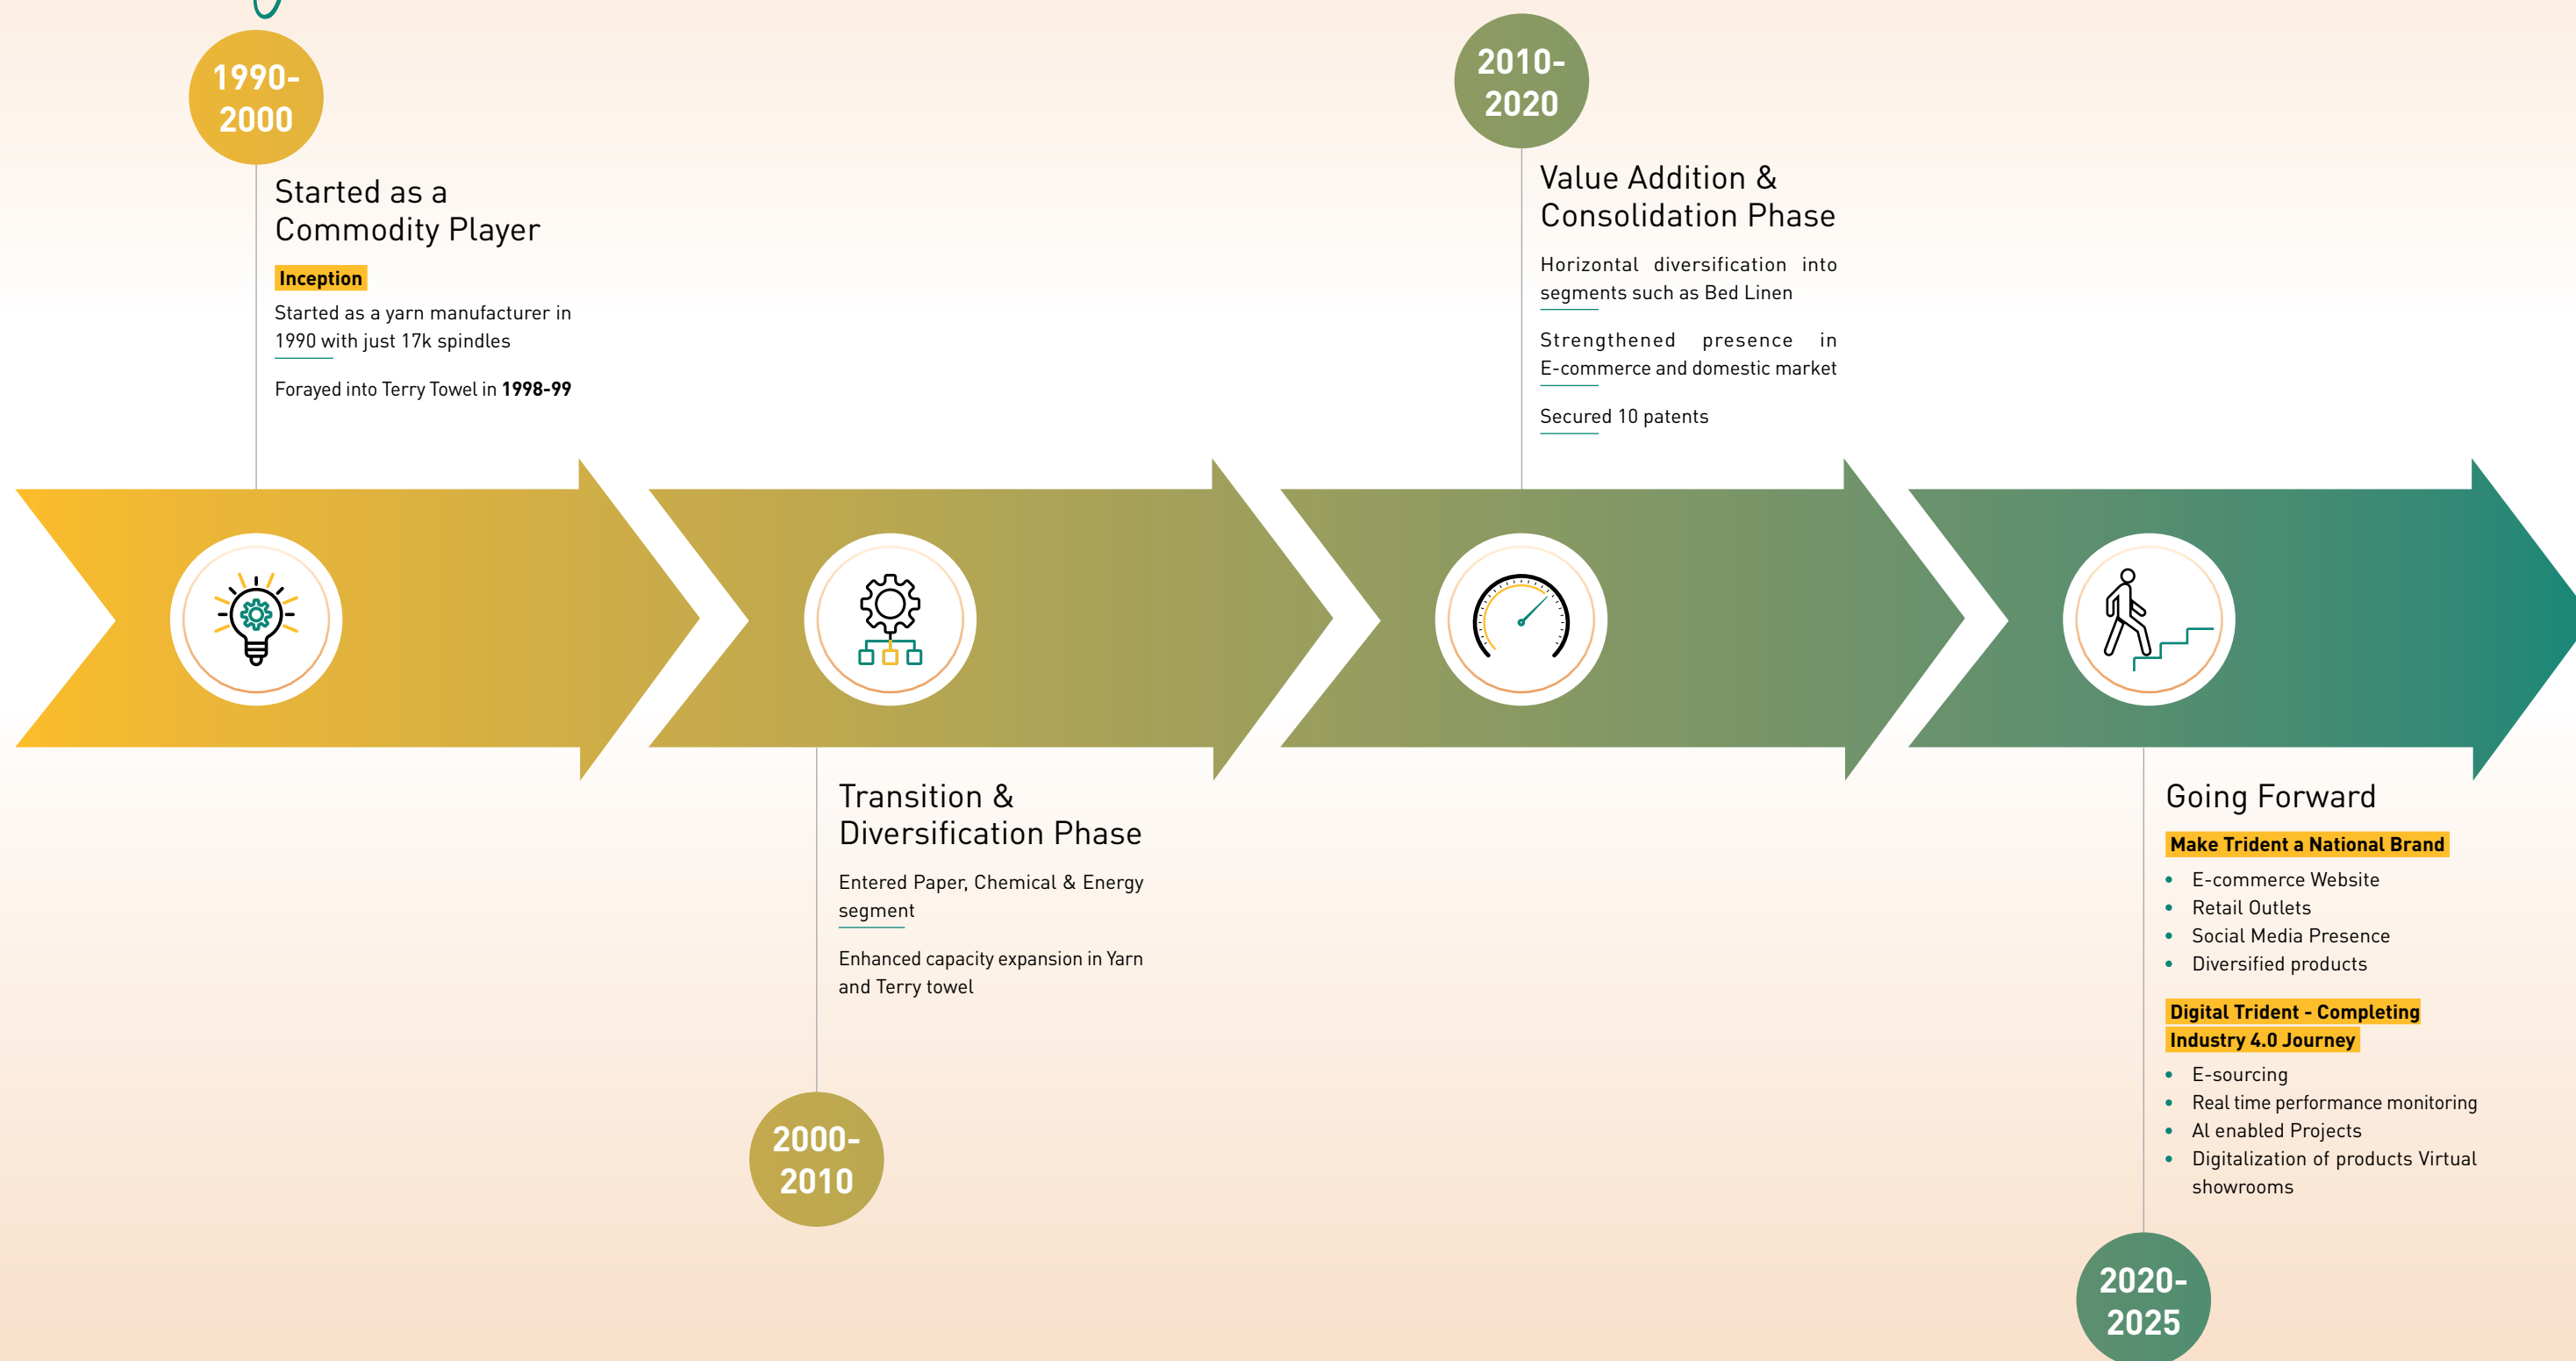 1990-
2000
Started as a
Commodity Player
Inception
Started as a yarn manufacturer in
1990 with just 17k spindles
Forayed into Terry Towel in 1998-99
Transition &
Diversification Phase
Entered Paper, Chemical & Energy
segment
Enhanced capacity expansion in Yarn
and Terry towel
2000-
2010
2010-
2020
Value Addition &
Consolidation Phase
Horizontal diversification into
segments such as Bed Linen
Strengthened presence in
E-commerce and domestic market
Secured 10 patents
Going Forward
Make Trident a National Brand
• E-commerce Website
• Retail Outlets
• Social Media Presence
• Diversified products
Digital Trident - Completing
Industry 4.0 Journey
• E-sourcing
• Real time performance monitoring
• Al enabled Projects
• Digitalization of products Virtual
showrooms
2020-
2025